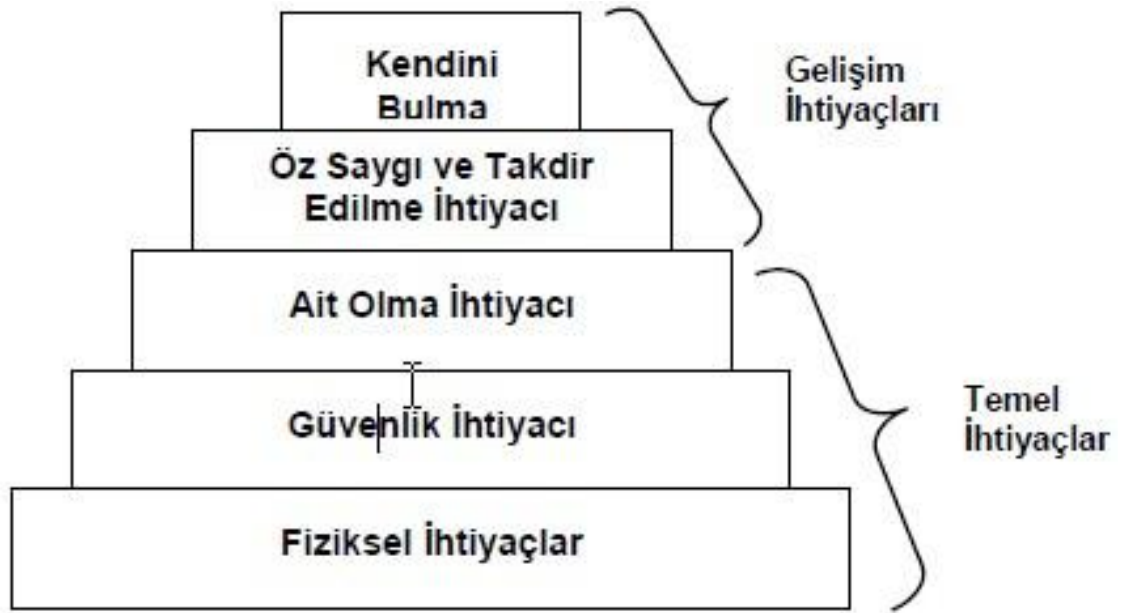 Kendini
Bulma
Gelişim
İhtiyaçları
Öz Saygı ve Takdir
Edilme İhtiyacı
Ait Olma İhtiyacı
Güvenlik İhtiyacı
Temel
İhtiyaçlar
Fiziksel İhtiyaçlar